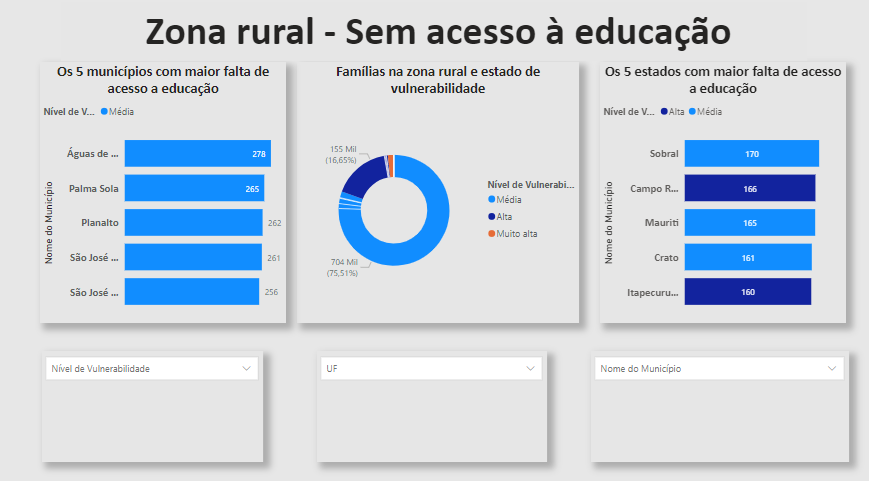 Zona rural - Sem acesso à educação
Os 5 municípios com maior falta de
acesso a educação
Nível de V... Média
Nome do Município
Águas de ... 278
Palma Sola 265
Planalto 262
São José ... 261
São José ... 256
Famílias na zona rural e estado de
vulnerabilidade
155 Mil
(16,65%)
704 Mil
(75,51%)
Nível de Vulnerabi...
Média
Alta
Muito alta
Os 5 estados com maior falta de acesso
a educação
Nível de V... Alta Média
Nome do Município
Sobral 170
Campo R... 166
Mauriti 165
Crato 161
Itapecuru... 160
Nível de Vulnerabilidade
UF
Nome do Município